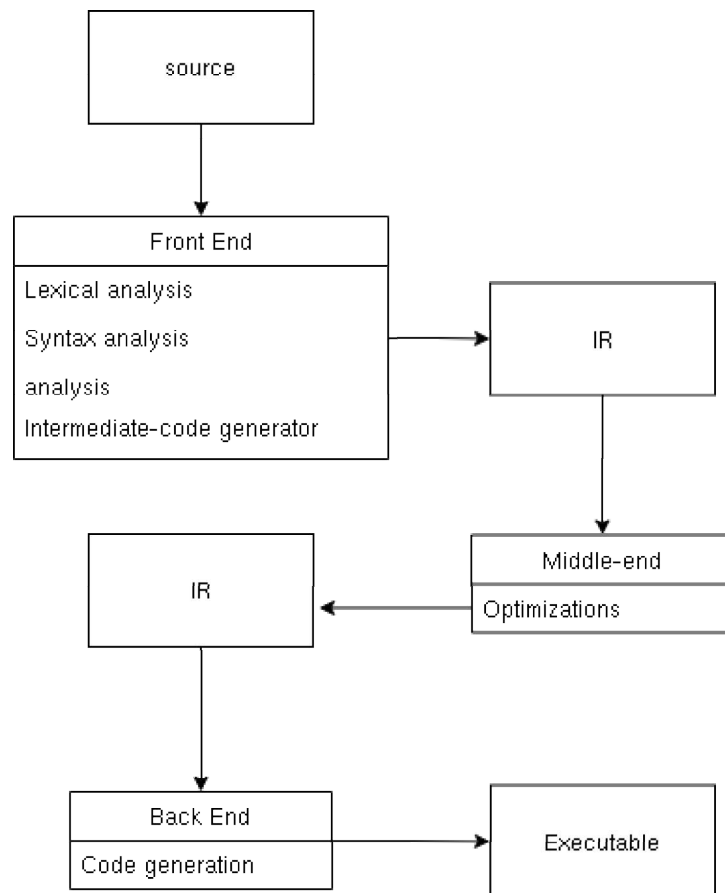 source
Front End
Lexical analysis
Syntax analysis
analysis
Intermediate-code generator
IR
Middle-end
Optimizations
IR
Back End
Code generation
Executable